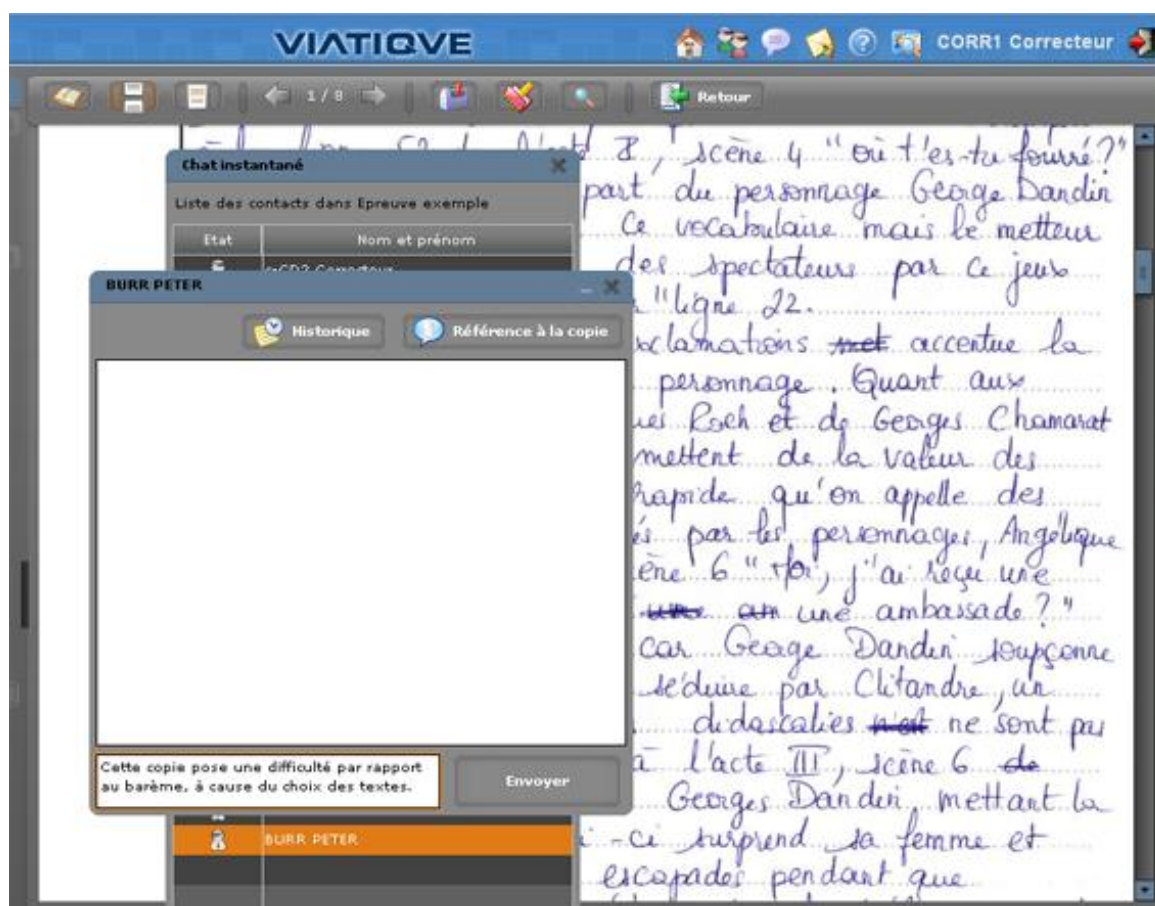 VIATIQVE
CORR1 Correcteur
1 / 8
Retour
Chat instantané
Liste des contacts dans Epreuve exemple
Etat Nom et prénom
Correcteur
BURR PETER
Historique
Référence à la copie
Cette copie pose une difficulté par rapport
au barème, à cause du choix des textes.
Envoyer
BURR PETER
scène 4 "où t'es-tu fourré?"
part du personnage George Dandin
Ce vocabulaire mais le metteur
des spectateurs par ce jeux
"ligne 22.
accentue la
personnage. Quant aux
Roch et de Georges Chamarat
mettent de la valeur des
rapide qu'on appelle des
par les personnages, Angélique
6 " j'ai reçu une
une ambassade?"
car George Dandin soupçonne
séduire par Clitandre, un
didascalies n'est ne sont pas
à l'acte III, scène 6 de
Georges Dandin, mettant la
-ci surprend sa femme et
escapades pendant que